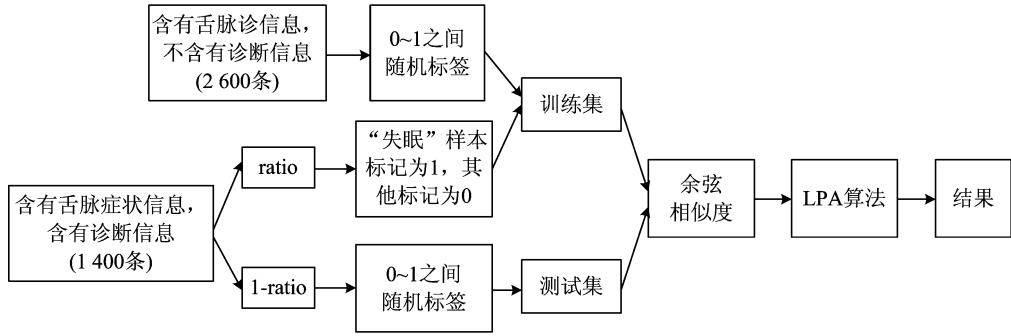 含有舌脉诊信息，
不含有诊断信息
(2 600条)
0~1之间
随机标签
训练集
“失眠”样本
标记为1，其
他标记为0
ratio
含有舌脉症状信息，
含有诊断信息
(1 400条)
1-ratio
0~1之间
随机标签
测试集
余弦
相似度
LPA算法
结果